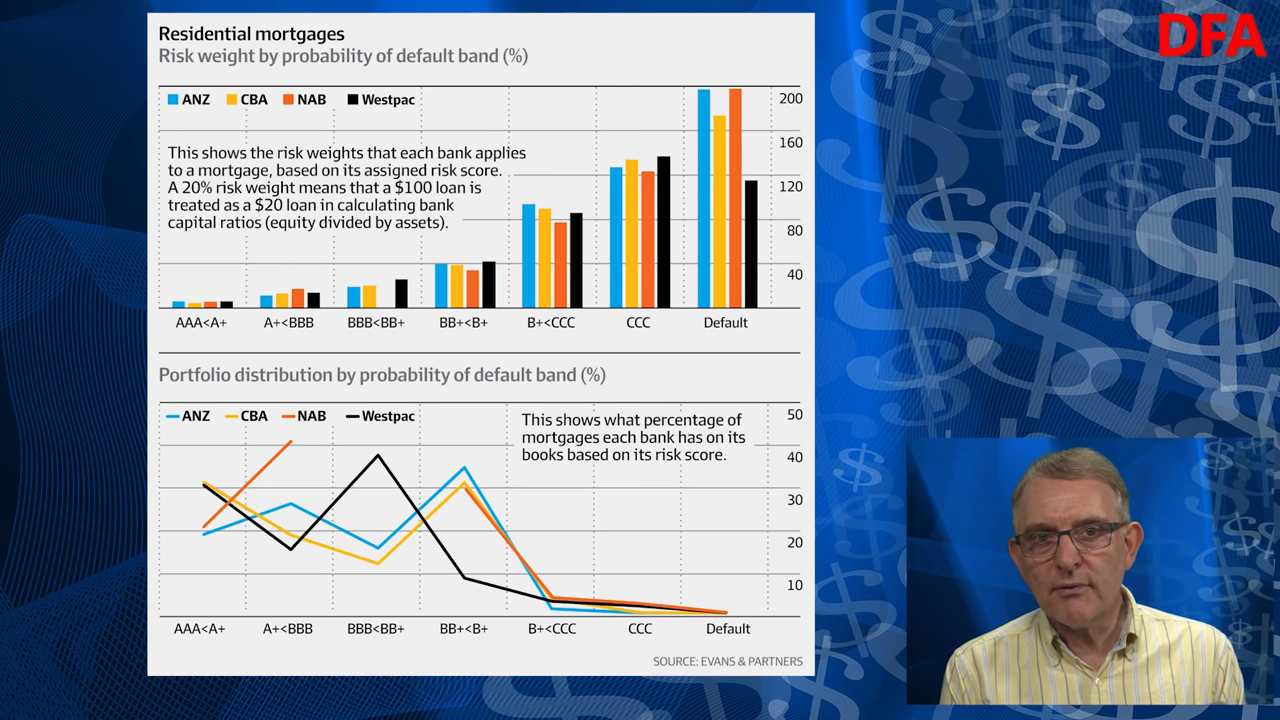 DFA
Residential mortgages
Risk weight by probability of default band (%)
ANZ CBA NAB Westpac
This shows the risk weights that each bank applies
to a mortgage, based on its assigned risk score.
A 20% risk weight means that a $100 loan is
treated as a $20 loan in calculating bank
capital ratios (equity divided by assets).
200
160
120
80
40
AAA<A+ A+<BBB BBB<BB+ BB+<B+ B+<CCC CCC Default
Portfolio distribution by probability of default band (%)
ANZ CBA NAB Westpac
This shows what percentage of
mortgages each bank has on its
books based on its risk score.
50
40
30
20
10
AAA<A+ A+<BBB BBB<BB+ BB+<B+ B+<CCC CCC Default
SOURCE: EVANS & PARTNERS